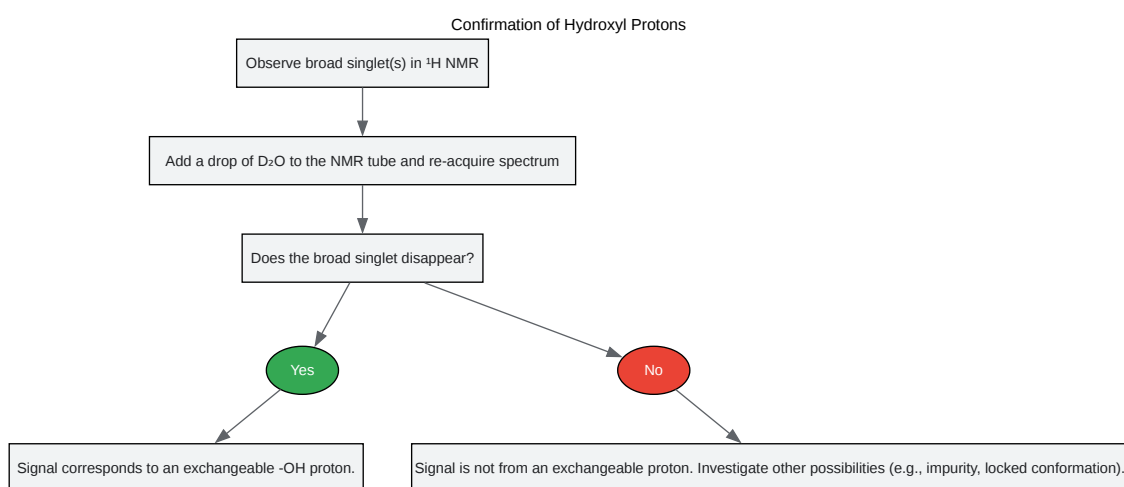 Confirmation of Hydroxyl Protons
Observe broad singlet(s) in ¹H NMR
Add a drop of D₂O to the NMR tube and re-acquire spectrum
Does the broad singlet disappear?
Yes
No
Signal corresponds to an exchangeable -OH proton.
Signal is not from an exchangeable proton. Investigate other possibilities (e.g., impurity, locked conformation).